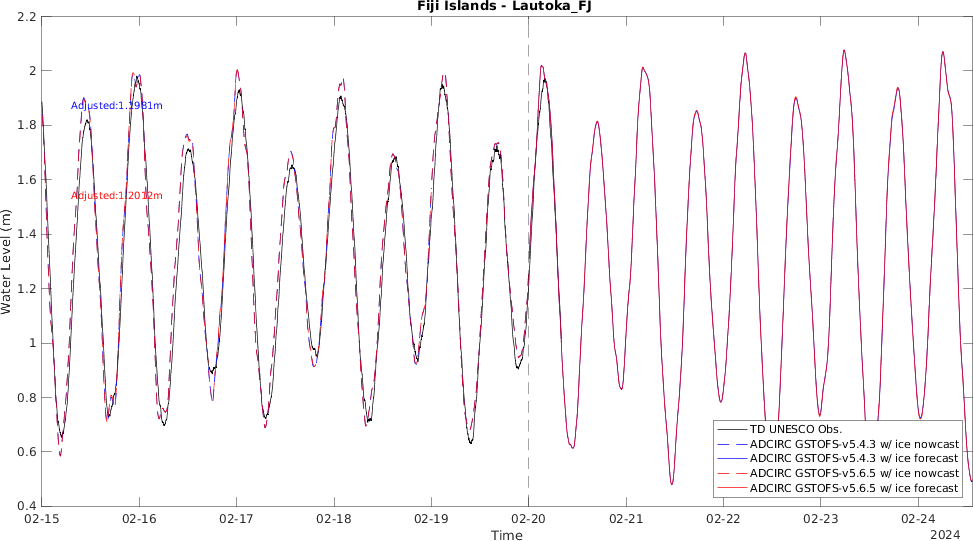 Fiji Islands - Lautoka_FJ
2.2
2
1.8
1.6
1.4
1.2
1
0.8
0.6
0.4
Water Level (m)
Adjusted:1.1981m
Adjusted:1.2012m
TD UNESCO Obs.
ADCIRC GSTOFS-v5.4.3 w/ ice nowcast
ADCIRC GSTOFS-v5.4.3 w/ ice forecast
ADCIRC GSTOFS-v5.6.5 w/ ice nowcast
ADCIRC GSTOFS-v5.6.5 w/ ice forecast
02-15 02-16 02-17 02-18 02-19 02-20 02-21 02-22 02-23 02-24
Time
2024